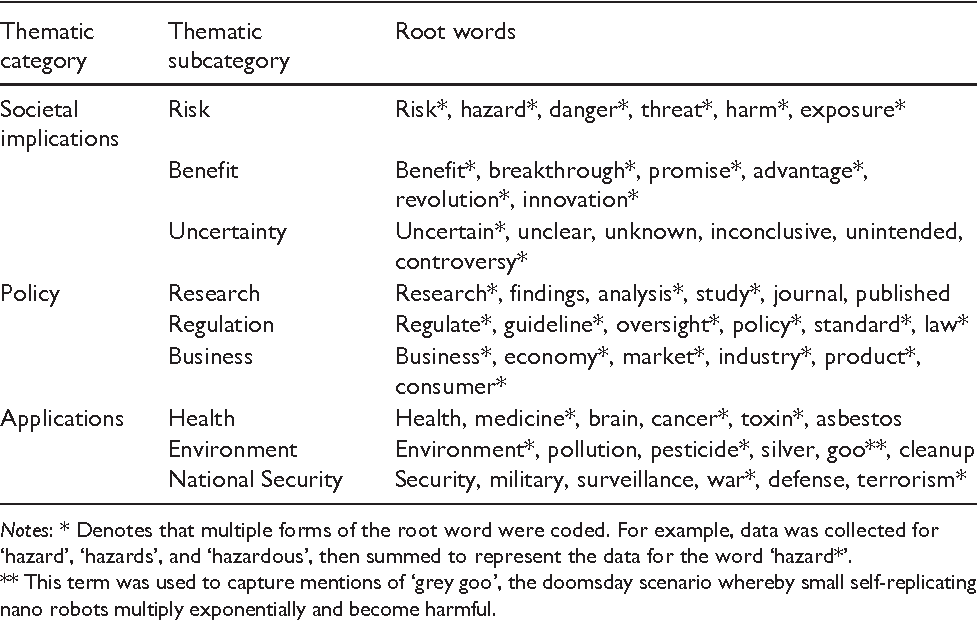 Thematic category Thematic subcategory Root words
Societal implications Risk Risk*, hazard*, danger*, threat*, harm*, exposure*
Benefit Benefit*, breakthrough*, promise*, advantage*,
revolution*, innovation*
Uncertainty Uncertain*, unclear, unknown, inconclusive, unintended,
controversy*
Policy Research Research*, findings, analysis*, study*, journal, published
Regulation Regulate*, guideline*, oversight*, policy*, standard*, law*
Business Business*, economy*, market*, industry*, product*,
consumer*
Applications Health Health, medicine*, brain, cancer*, toxin*, asbestos
Environment Environment*, pollution, pesticide*, silver, goo**, cleanup
National Security Security, military, surveillance, war*, defense, terrorism*
Notes: * Denotes that multiple forms of the root word were coded. For example, data was collected for
‘hazard’, ‘hazards’, and ‘hazardous’, then summed to represent the data for the word ‘hazard*’.
** This term was used to capture mentions of ‘grey goo’, the doomsday scenario whereby small self-replicating
nano robots multiply exponentially and become harmful.